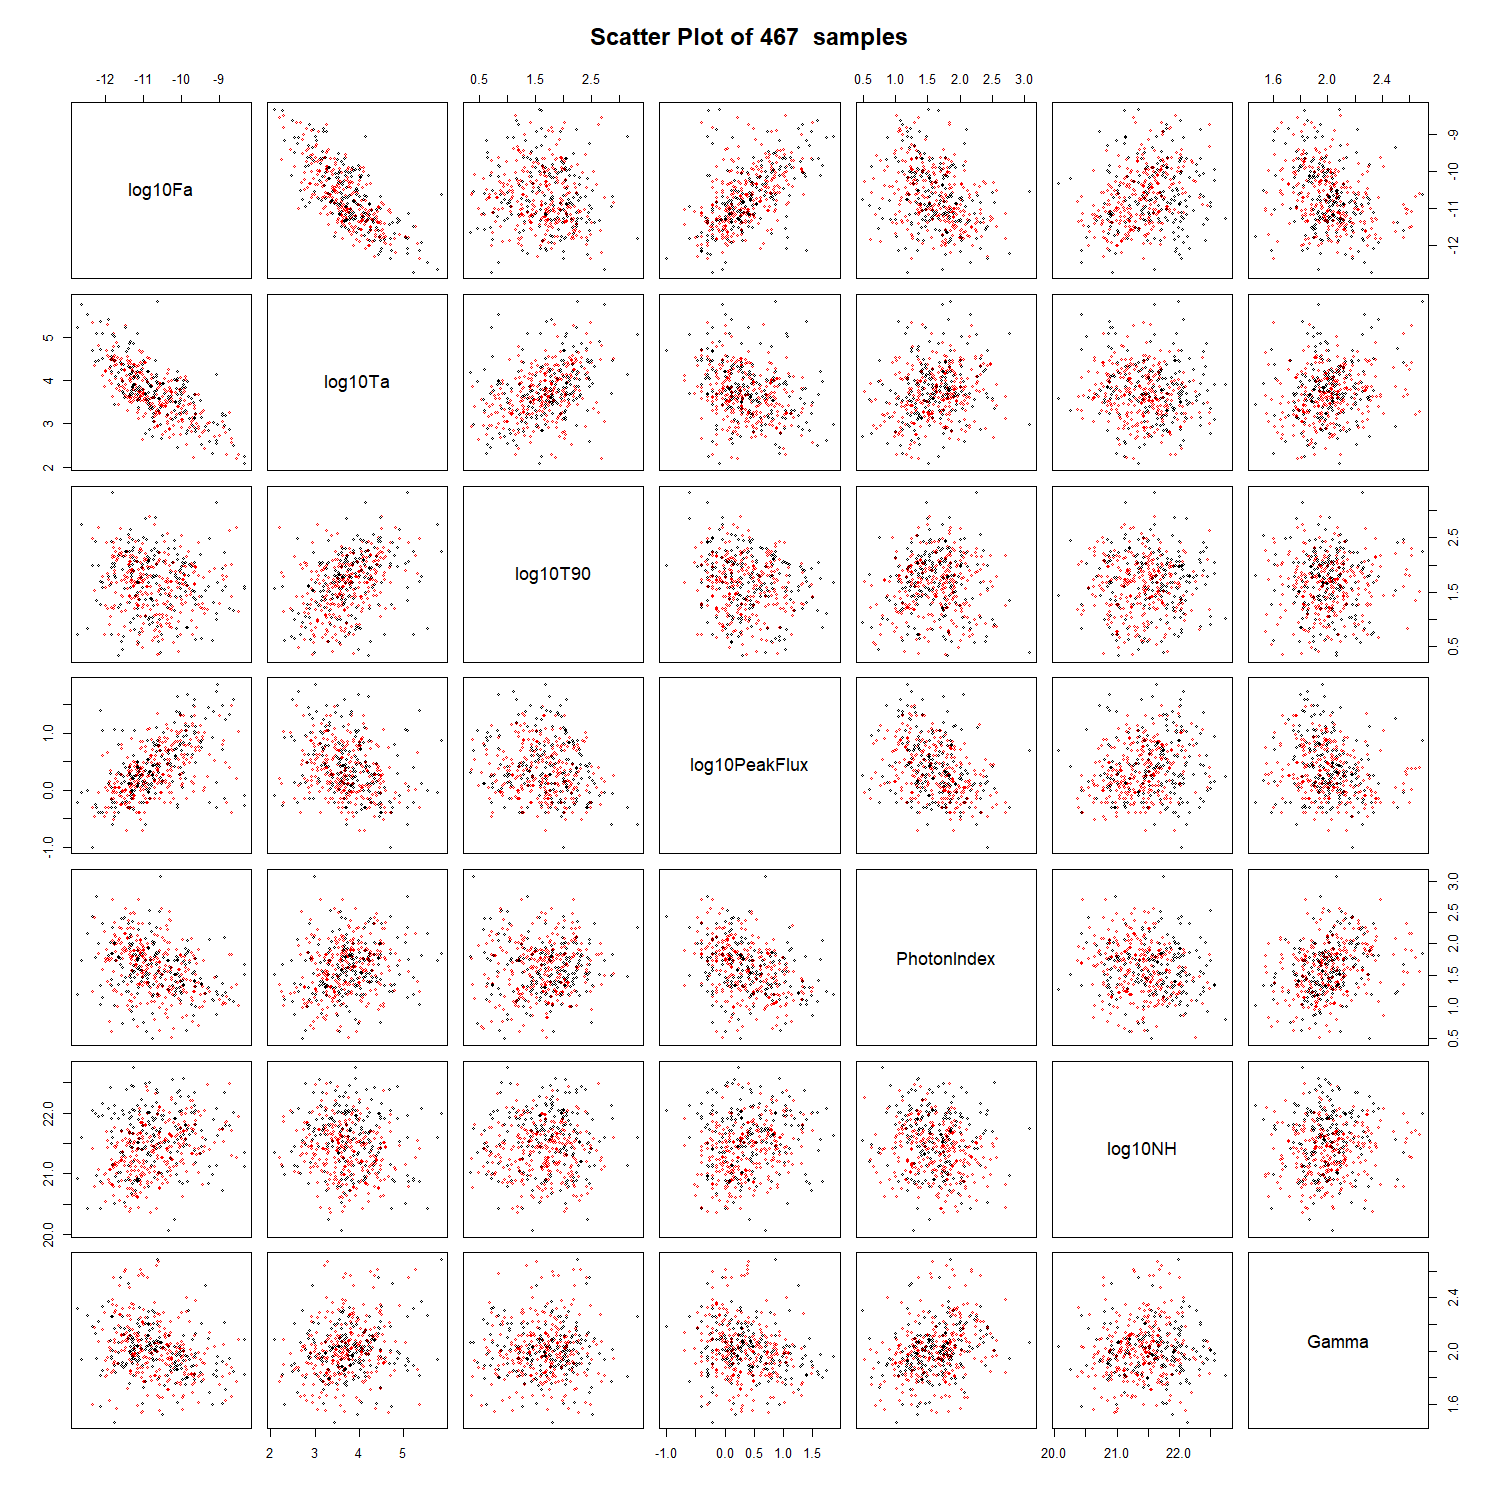 Scatter Plot of 467 samples
-12 -11 -10 -9
0.5 1.5 2.5
0.5 1.0 1.5 2.0 2.5 3.0
1.6 2.0 2.4
log10Fa
-9
-10
-11
-12
5
4
3
2
log10Ta
log10T90
2.5
1.5
0.5
1.0
0.0
-1.0
log10PeakFlux
PhotonIndex
3.0
2.5
2.0
1.5
1.0
0.5
22.0
21.0
20.0
log10NH
Gamma
2.4
2.0
1.6
2 3 4 5
-1.0 0.0 0.5 1.0 1.5
20.0 21.0 22.0